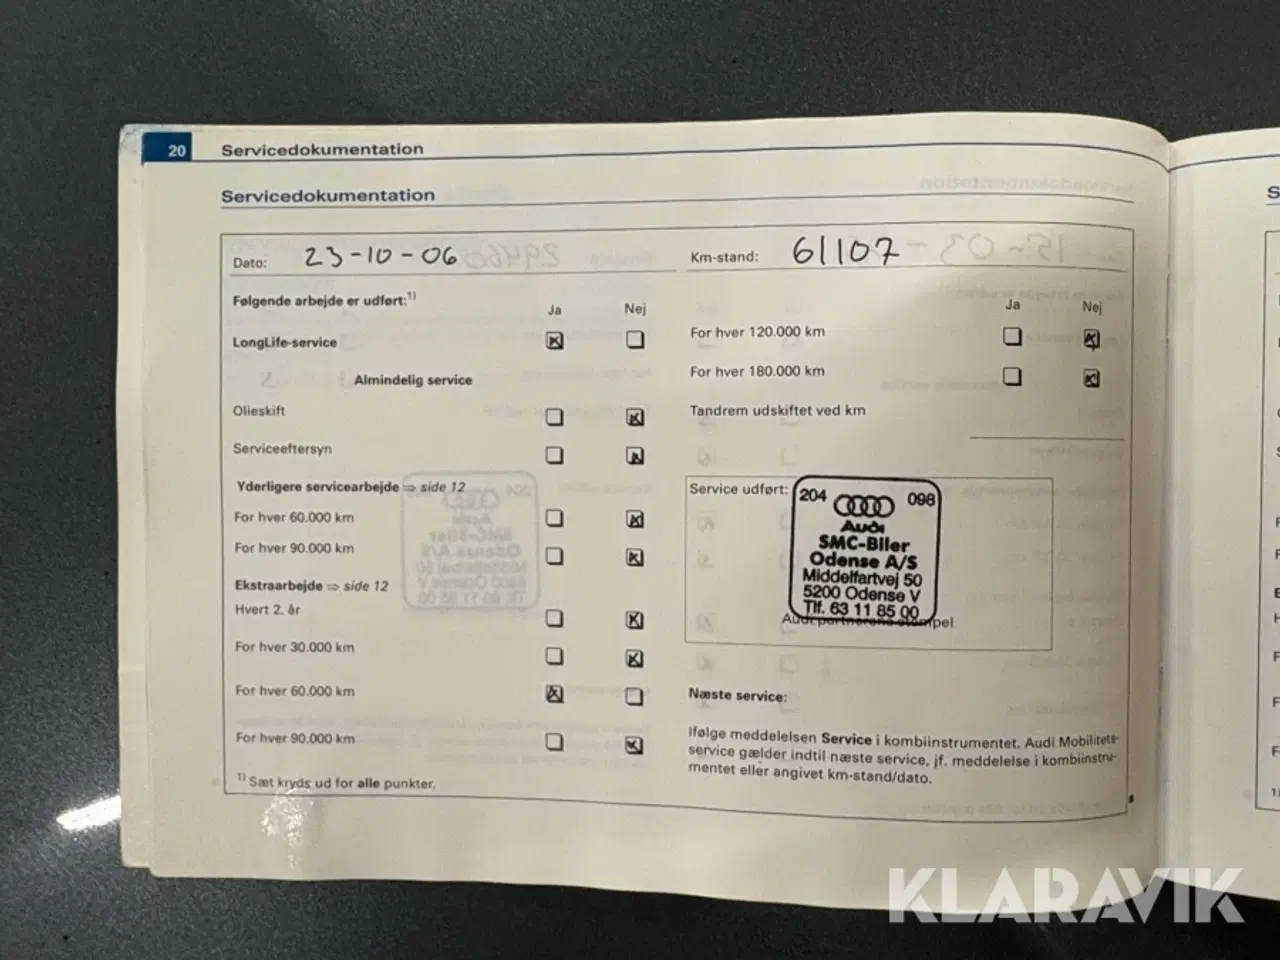 20 Servicedokumentation
Servicedokumentation
Dato: 23-10-06
Følgende arbejde er udført:1)
Ja Nej
LongLife-service
Almindelig service
Olieskift
Serviceeftersyn
Yderligere servicearbejde ⇒ side 12
For hver 60.000 km
For hver 90.000 km
Ekstraarbejde ⇒ side 12
Hvert 2. år
For hver 30.000 km
For hver 60.000 km
For hver 90.000 km
1) Sæt kryds ud for alle punkter.
Km-stand: 61107
Ja Nej
For hver 120.000 km
For hver 180.000 km
Tandrem udskiftet ved km
Service udført:
204 098
Audi
SMC-Biler
Odense A/S
Middelfartvej 50
5200 Odense V
Tlf. 63 11 85 00
Audi partnerens stempel
Næste service:
Ifølge meddelelsen Service i kombiinstrumentet. Audi Mobilitets-
service gælder indtil næste service, jf. meddelelse i kombiinstru-
mentet eller angivet km-stand/dato.
KLARAVIK